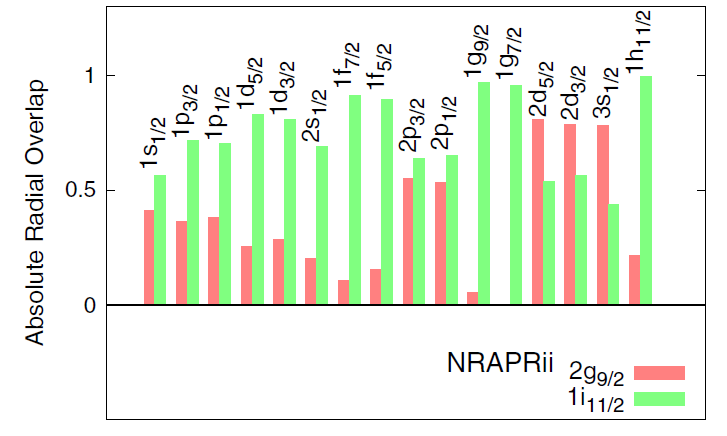 Absolute Radial Overlap
1
0.5
0
1s1/2
1p3/2
1p1/2
1d5/2
1d3/2
2s1/2
1f7/2
1f5/2
2p3/2
2p1/2
1g9/2
1g7/2
2d5/2
2d3/2
3s1/2
1h11/2
NRAPRii
2g9/2
1i11/2